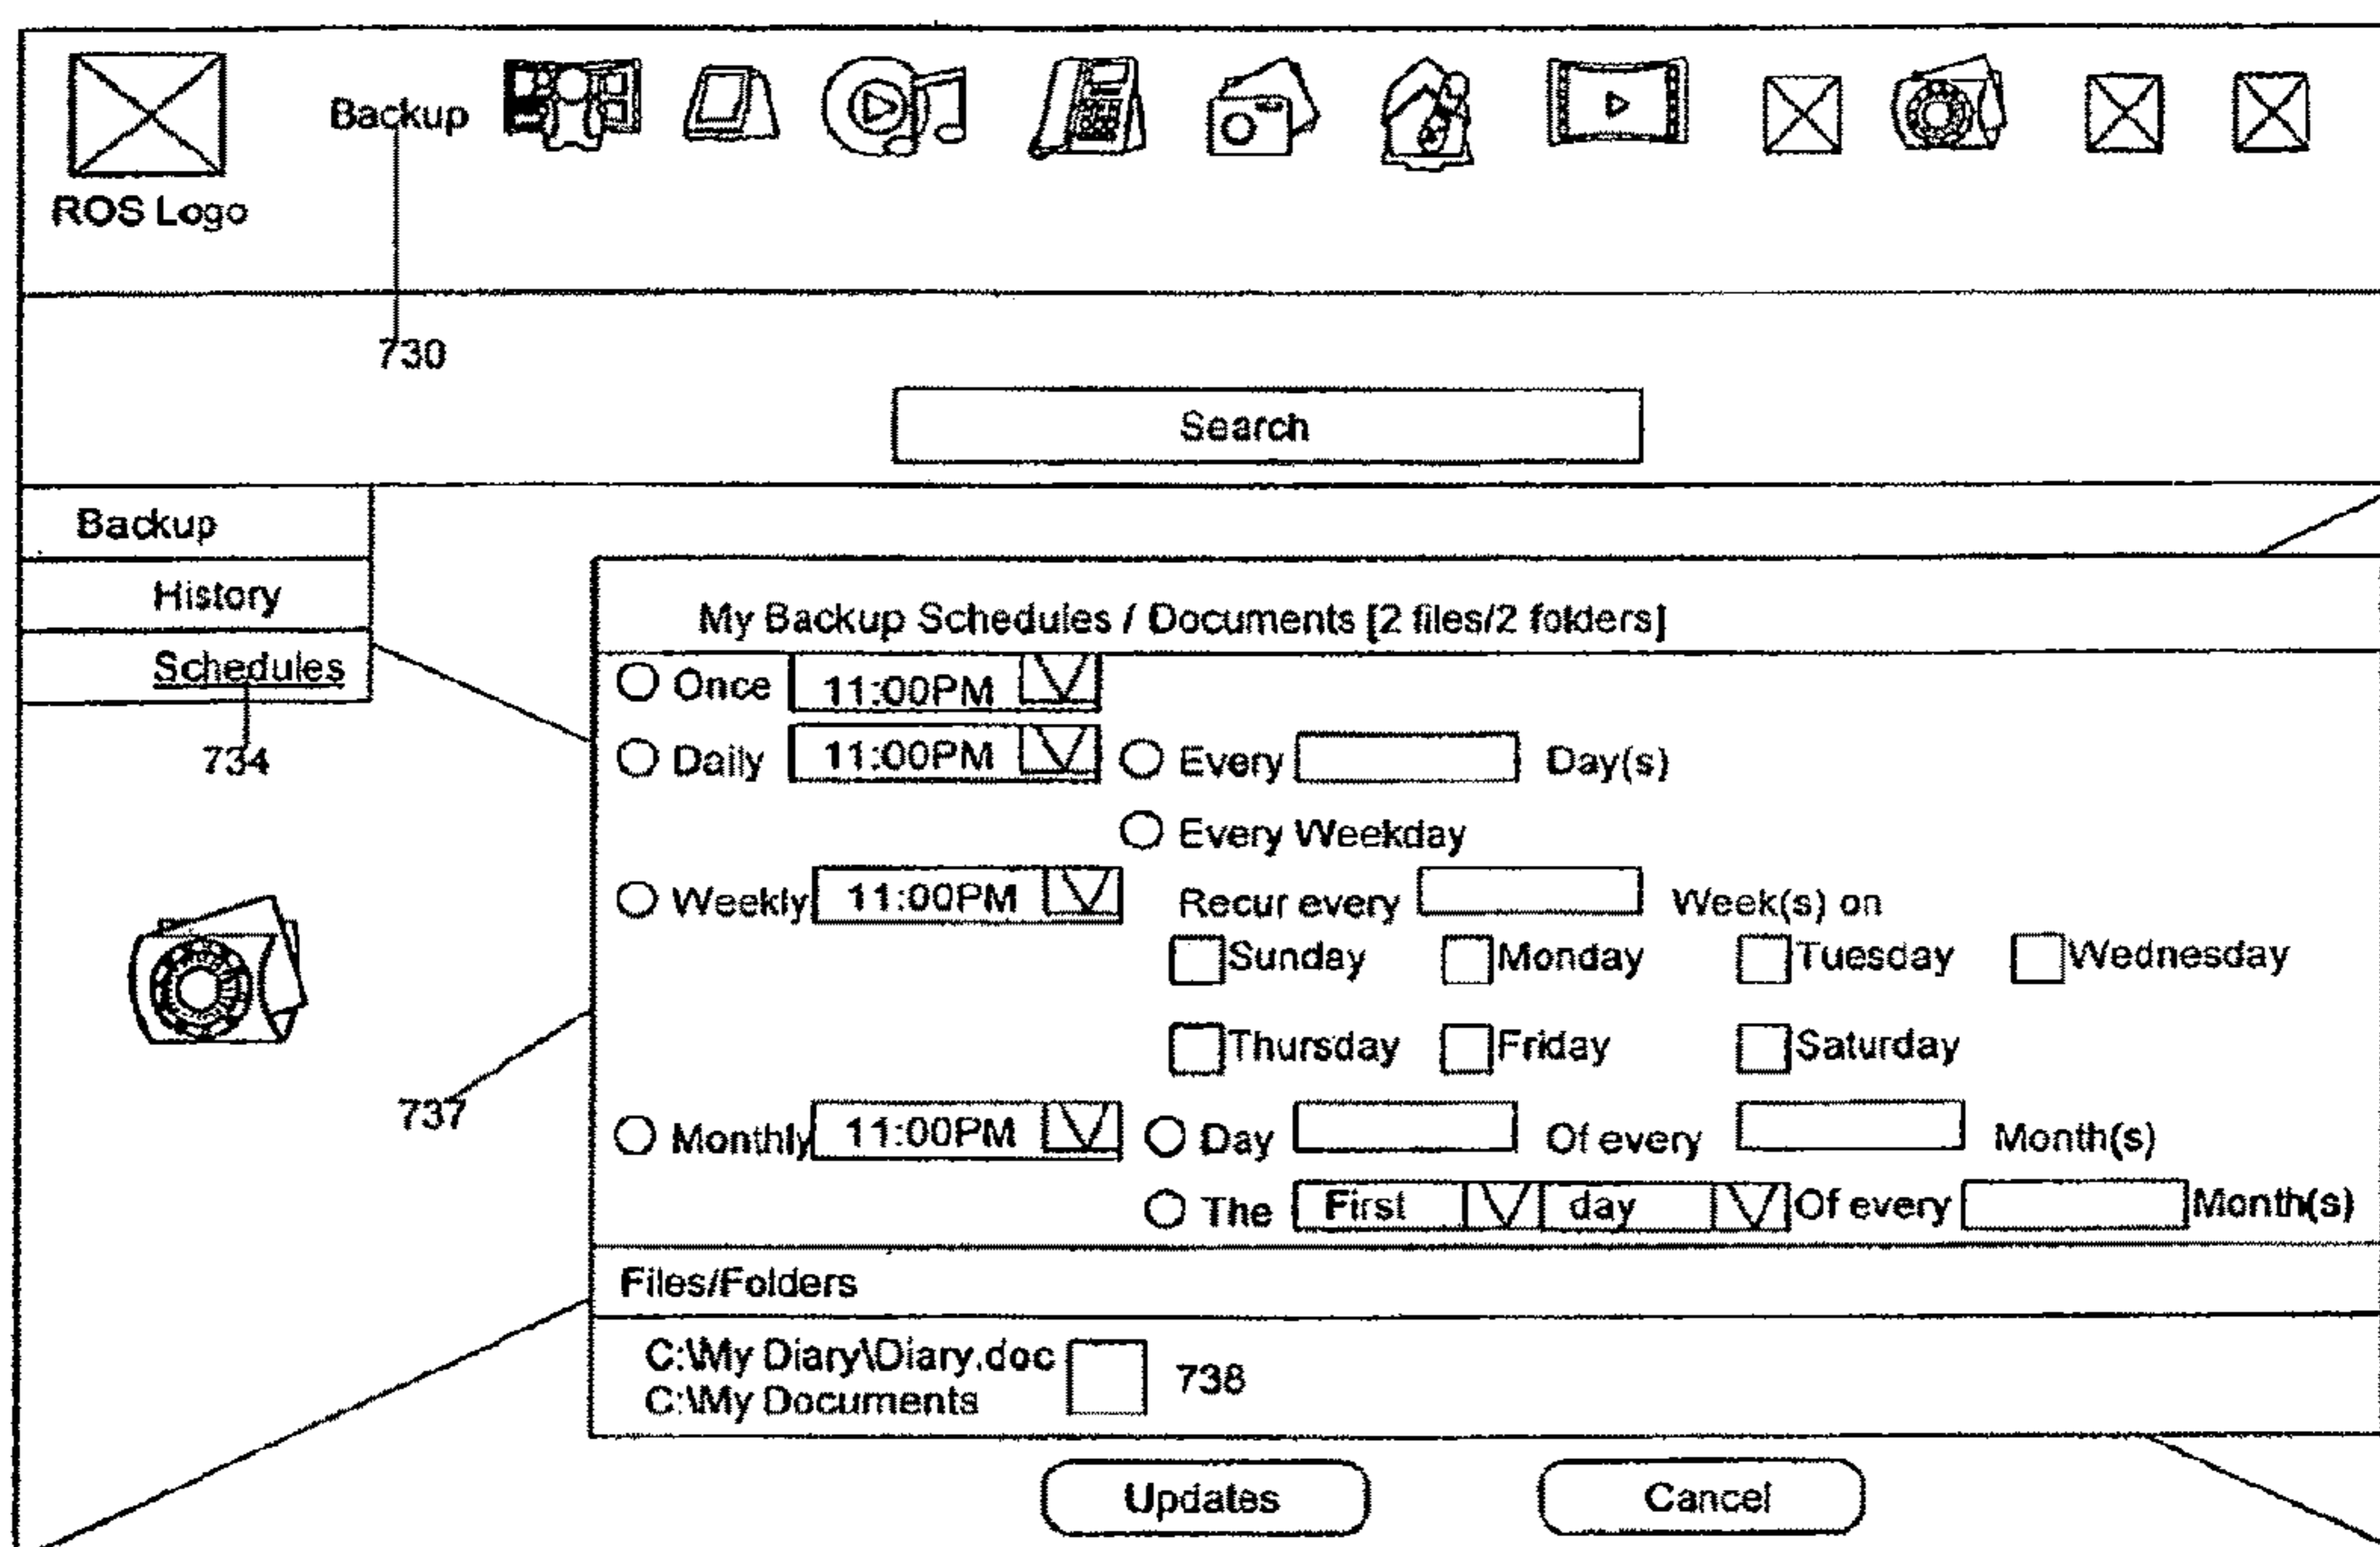 Backup
ROS Logo
730
Search
Backup
History
Schedules
734
737
My Backup Schedules / Documents [2 files/2 folders]
Once 11:00PM
Daily 11:00PM Every Day(s)
Every Weekday
Weekly 11:00PM Recur every Week(s) on
Sunday Monday Tuesday Wednesday
Thursday Friday Saturday
Monthly 11:00PM Day Of every Month(s)
The First day Of every Month(s)
Files/Folders
C:\My Diary\Diary.doc
C:\My Documents
738
Updates Cancel